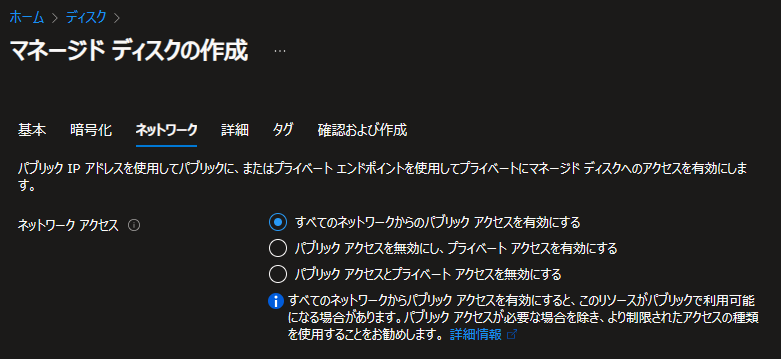 ホーム > ディスク >
マネージド ディスクの作成 …
基本 暗号化 ネットワーク 詳細 タグ 確認および作成
パブリック IP アドレスを使用してパブリックに、またはプライベート エンドポイントを使用してプライベートにマネージド ディスクへのアクセスを有効にしま
す。
ネットワーク アクセス
すべてのネットワークからのパブリック アクセスを有効にする
パブリック アクセスを無効にし、プライベート アクセスを有効にする
パブリック アクセスとプライベート アクセスを無効にする
すべてのネットワークからパブリック アクセスを有効にすると、このリソースがパブリックで利用可能
になる場合があります。パブリック アクセスが必要な場合を除き、より制限されたアクセスの種類
を使用することをお勧めします。 詳細情報